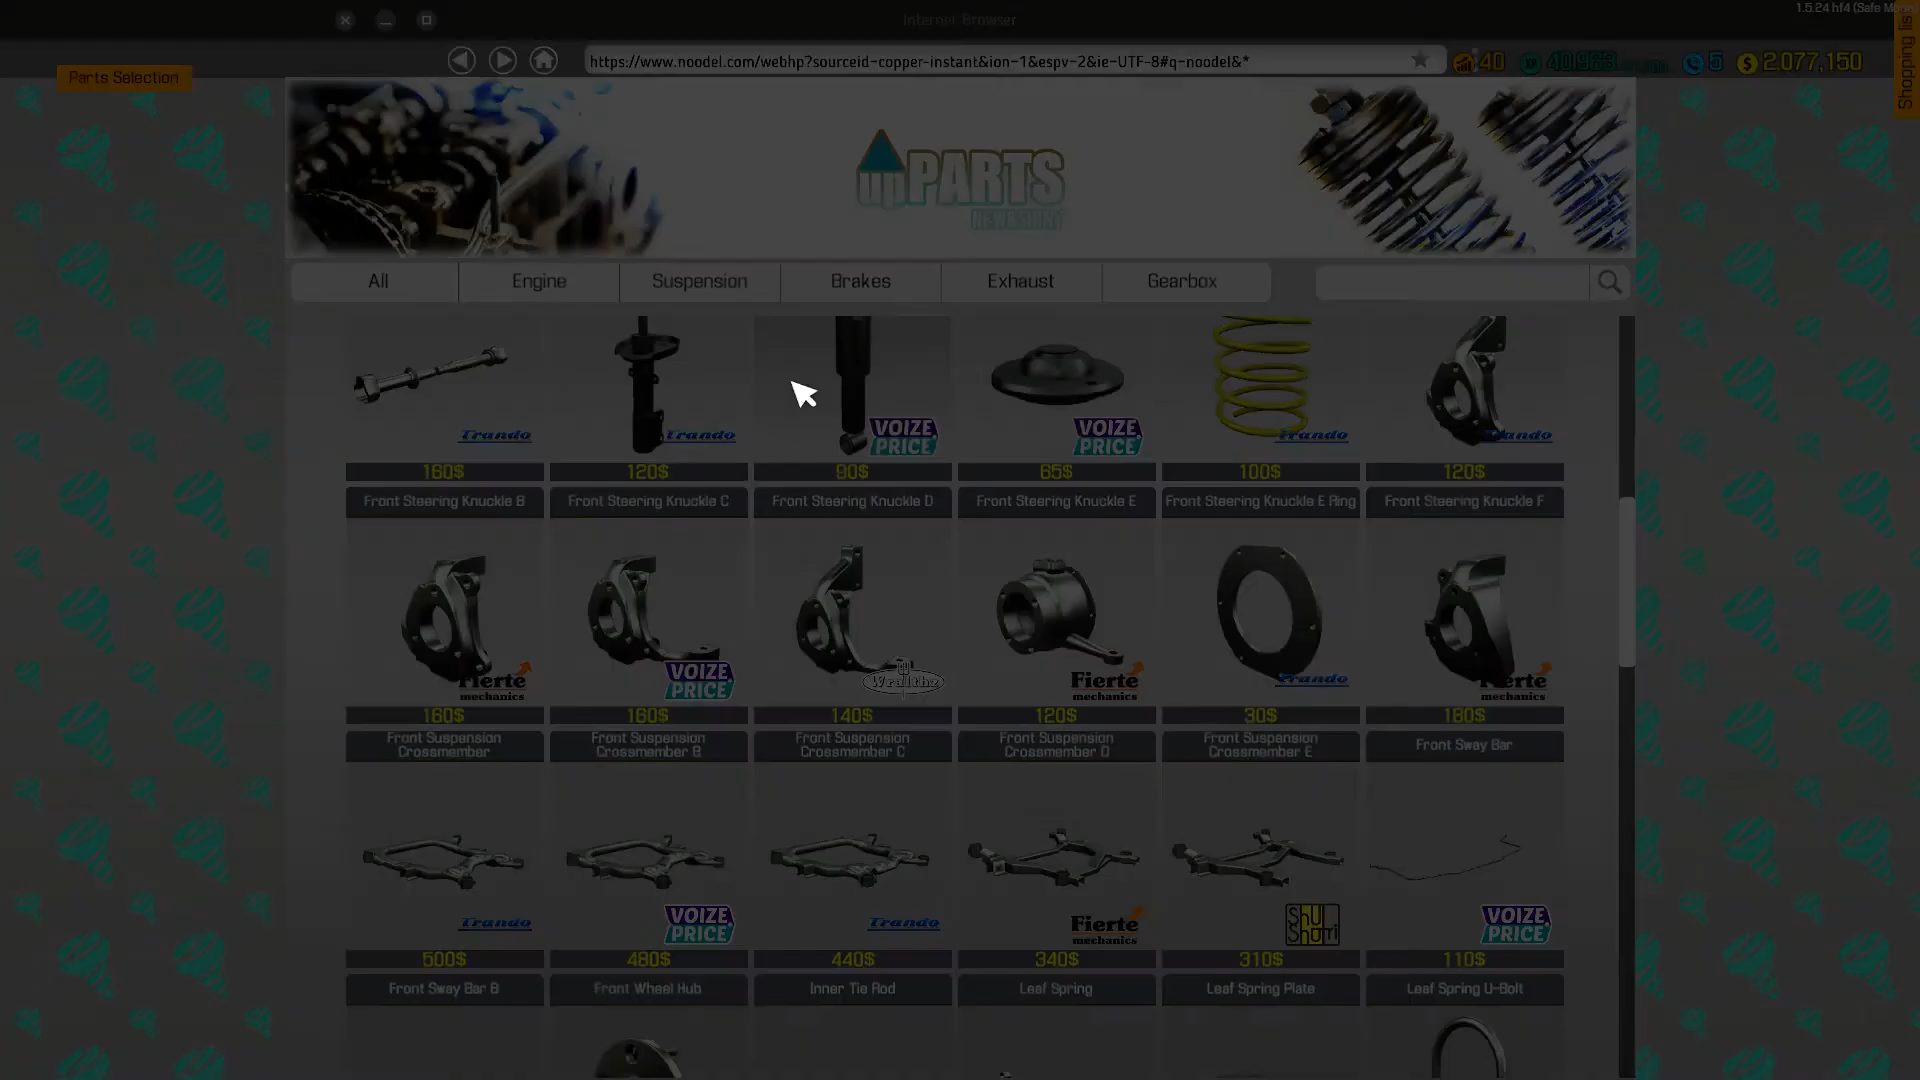 Internet Browser
1.5.24 hf4 (Safe
Shopping lis
https://www.noodel.com/webhp?sourceid-copper-instant&ion-1&espv-2&ie-UTF-8#q-noodel&*
40
40,963
5
2,077,150
Parts Selection
upPARTS
All
Engine
Suspension
Brakes
Exhaust
Gearbox
Trando
Trando
VOIZE PRICE
VOIZE PRICE
Trando
Trando
160$
120$
90$
65$
100$
120$
Front Steering Knuckle B
Front Steering Knuckle C
Front Steering Knuckle D
Front Steering Knuckle E
Front Steering Knuckle E Ring
Front Steering Knuckle F
Fierte mechanics
VOIZE PRICE
Fierte mechanics
Trando
Fierte mechanics
160$
160$
140$
120$
30$
180$
Front Suspension Crossmember
Front Suspension Crossmember B
Front Suspension Crossmember C
Front Suspension Crossmember D
Front Suspension Crossmember E
Front Sway Bar
Trando
VOIZE PRICE
Trando
Fierte mechanics
VOIZE PRICE
500$
480$
440$
340$
310$
110$
Front Sway Bar B
Front Wheel Hub
Inner Tie Rod
Leaf Spring
Leaf Spring Plate
Leaf Spring U-Bolt